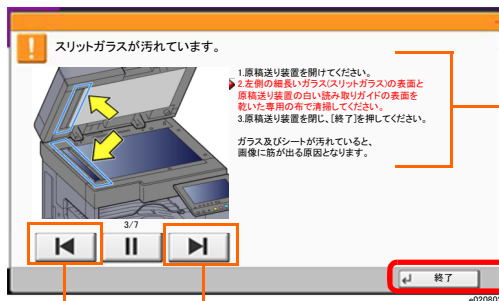 スリットガラスが汚れています。
1.原稿送り装置を開けてください。
2.左側の細長いガラス(スリットガラス)の表面と
原稿送り装置の白い読み取りガイドの表面を
乾いた専用の布で清掃してください。
3.原稿送り装置を閉じ、[終了]を押してください。
ガラス及びシートが汚れていると、
画像に筋が出る原因となります。
3/7
終了